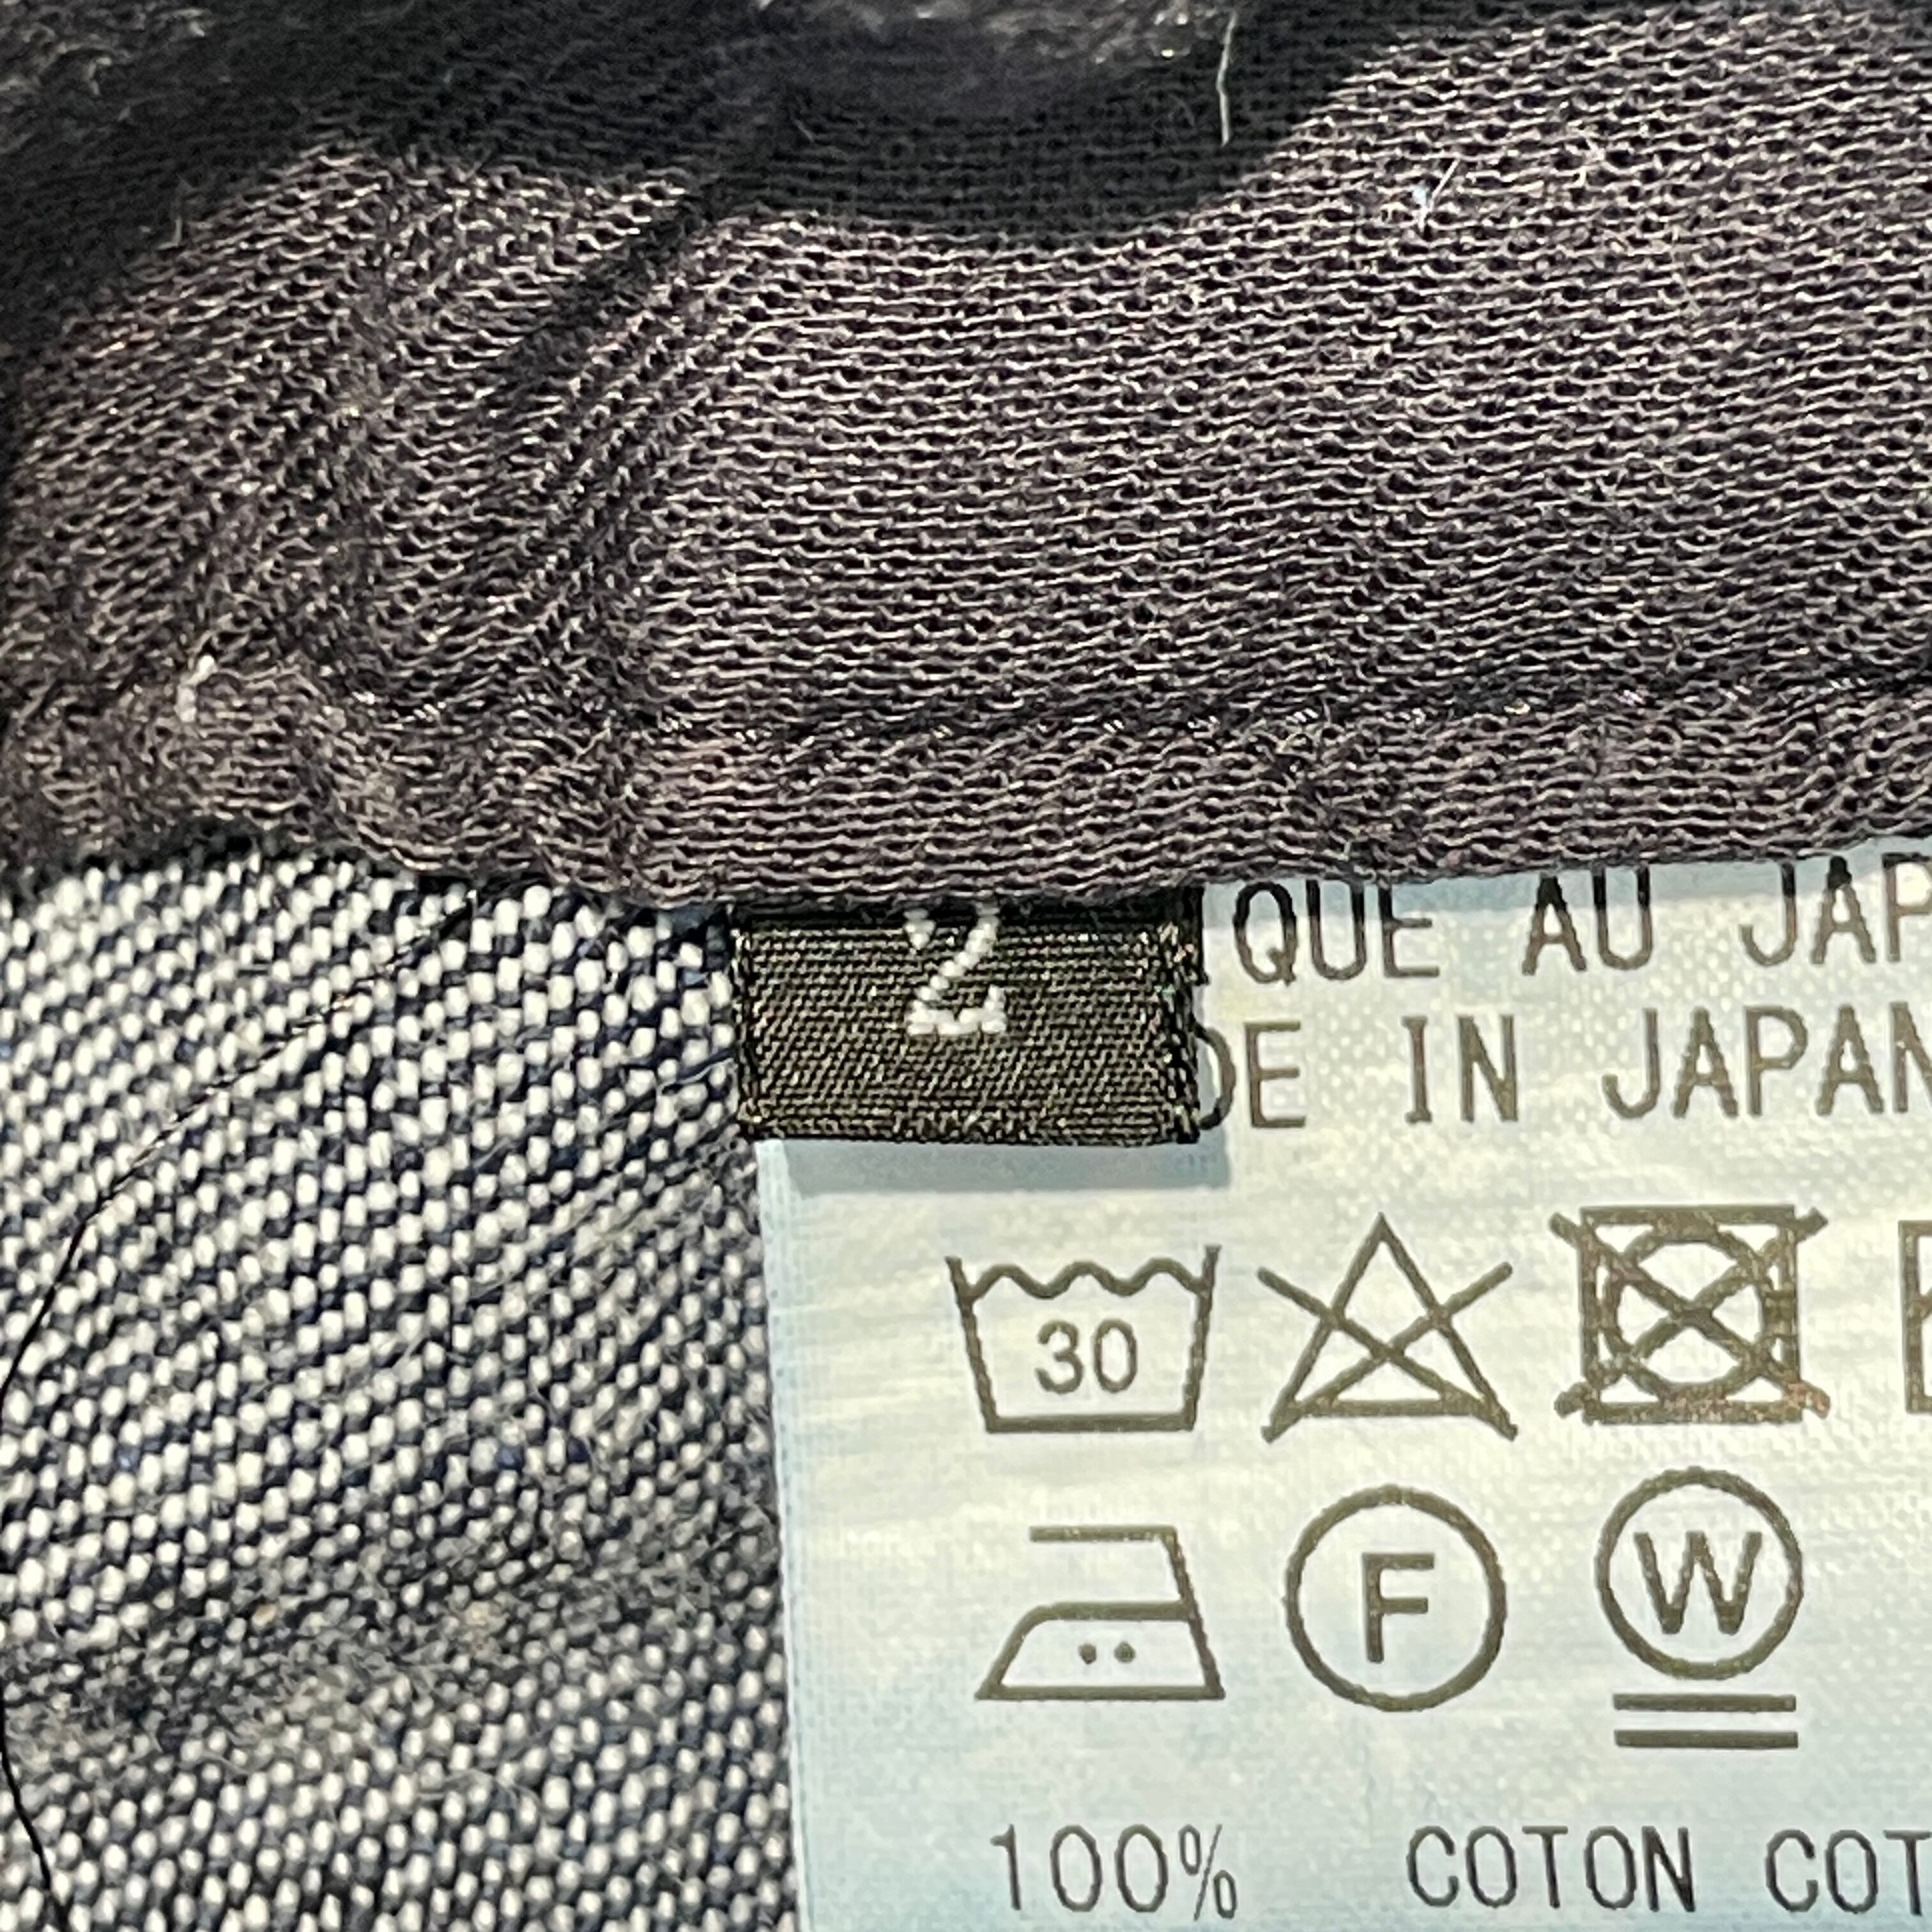 2
QUE AU JAP
DE IN JAPAN
30
F W
100% COTON COT